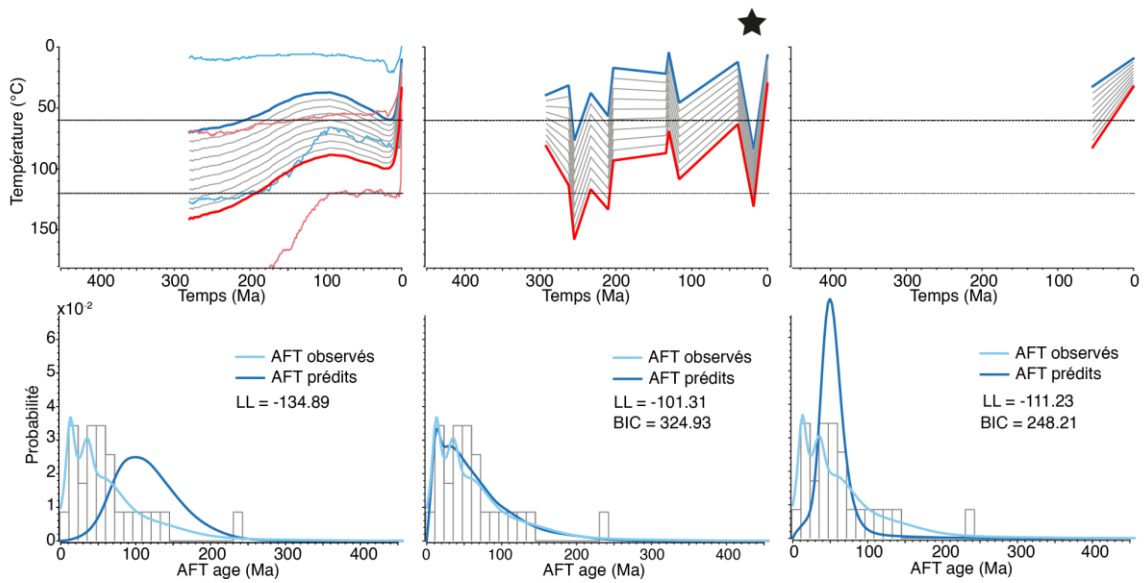 0
50
100
150
Température (°C)
400 300 200 100 0
Temps (Ma)
400 300 200 100 0
Temps (Ma)
400 300 200 100 0
Temps (Ma)
x10-2
6
5
4
3
2
1
0
Probabilité
AFT observés
AFT prédits
LL = -134.89
0 100 200 300 400
AFT age (Ma)
AFT observés
AFT prédits
LL = -101.31
BIC = 324.93
0 100 200 300 400
AFT age (Ma)
AFT observés
AFT prédits
LL = -111.23
BIC = 248.21
0 100 200 300 400
AFT age (Ma)